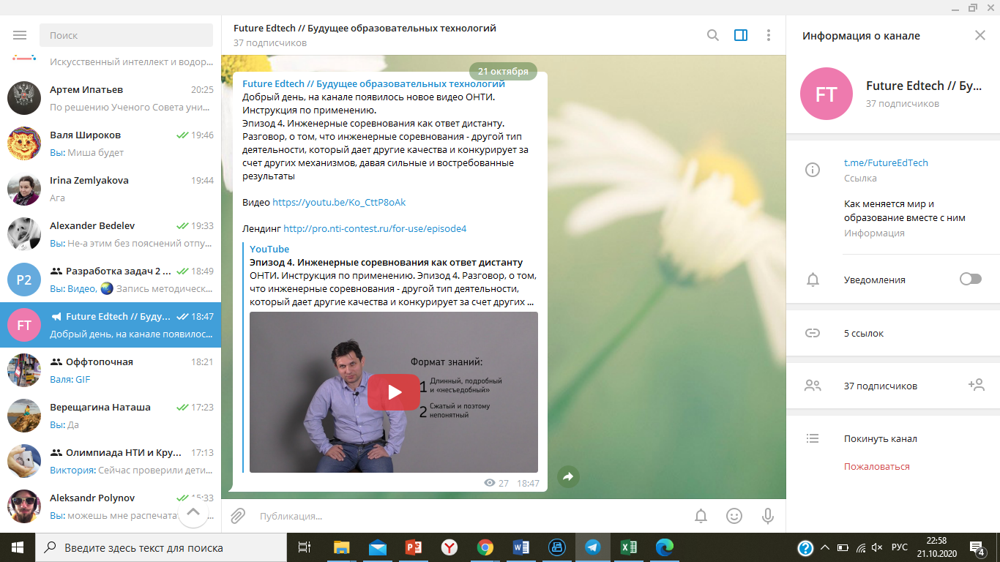 Поиск
Искусственный интеллект и водор...
Артем Ипатьев 20:25
По решению Ученого Совета уни...
Валя Широков 19:46
Вы: Миша будет
Irina Zemlyakova 19:44
Ага
Alexander Bedelev 19:33
Вы: Не-а этим без пояснений отпу...
P2
Разработка задач 2 ... 18:49
Вы: Видео, Запись методическ...
FT
Future Edtech // Буду... 18:47
Добрый день, на канале появилос...
Оффтопочная 18:21
Валя: GIF
Верещагина Наташа 17:23
Вы: Да
Олимпиада НТИ и Кру... 17:13
Виктория: Сейчас проверили дети...
Aleksandr Polynov 15:33
Вы: можешь мне распечата
Future Edtech // Будущее образовательных технологий
37 подписчиков
21 октября
Future Edtech // Будущее образовательных технологий
Добрый день, на канале появилось новое видео ОНТИ.
Инструкция по применению.
Эпизод 4. Инженерные соревнования как ответ дистанту.
Разговор, о том, что инженерные соревнования - другой тип
деятельности, который дает другие качества и конкурирует за
счет других механизмов, давая сильные и востребованные
результаты
Видео https://youtu.be/Ko_CttP8oAk
Лендинг http://pro.nti-contest.ru/for-use/episode4
YouTube
Эпизод 4. Инженерные соревнования как ответ дистанту
ОНТИ. Инструкция по применению. Эпизод 4. Разговор, о том,
что инженерные соревнования - другой тип деятельности,
который дает другие качества и конкурирует за счет других ...
Формат знаний:
1 Длинный, подробный
и «несъедобный»
2 Сжатый и поэтому
непонятный
27 18:47
Публикация...
Информация о канале
FT
Future Edtech // Бу...
37 подписчиков
t.me/FutureEdTech
Ссылка
Как меняется мир и
образование вместе с ним
Информация
Уведомления
5 ссылок
37 подписчиков
Покинуть канал
Пожаловаться
Введите здесь текст для поиска
РУС
22:58
21.10.2020
4